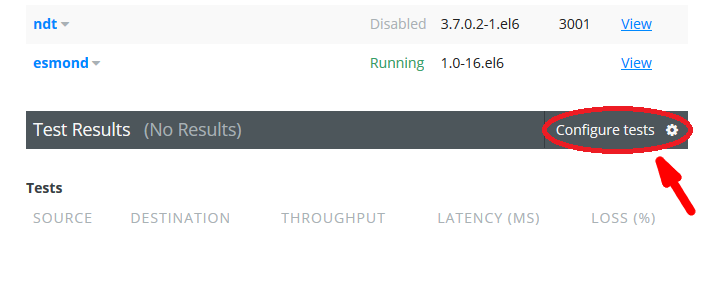 ndt Disabled 3.7.0.2-1.el6 3001 View
esmond Running 1.0-16.el6 View
Test Results (No Results) Configure tests
Tests
SOURCE DESTINATION THROUGHPUT LATENCY (MS) LOSS (%)